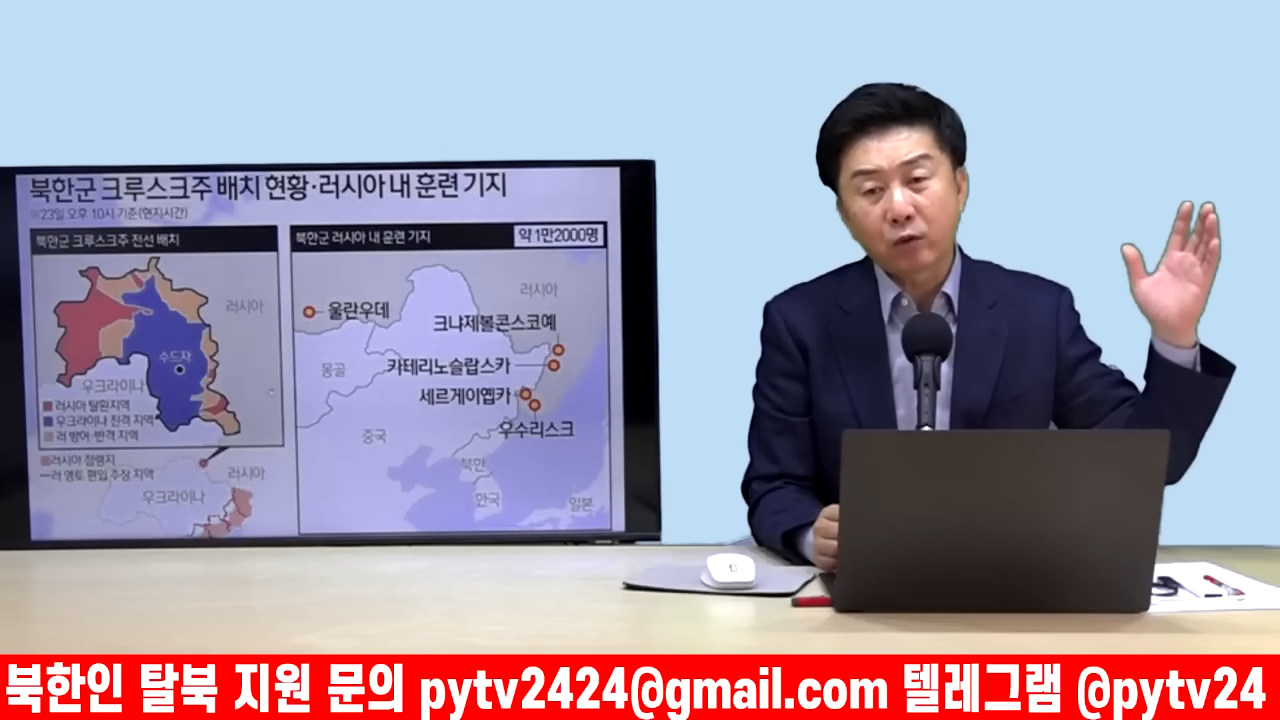 북한군 크루스크주 배치 현황·러시아 내 훈련 기지
※23일 오후 10시 기준(현지시간)
북한군 크루스크주 전선 배치
러시아
수드자
우크라이나
러시아 탈환지역
우크라이나 진격 지역
러 방어·반격 지역
러시아 점령지
러 영토 편입 주장 지역
러시아
우크라이나
북한군 러시아 내 훈련 기지
약 1만2000명
러시아
울란우데
크냐제볼콘스코예
몽골
캬테리노슬랍스카
세르게이옙카
우수리스크
중국
북한
한국
일본
북한인 탈북 지원 문의 pytv2424@gmail.com 텔레그램 @pytv24